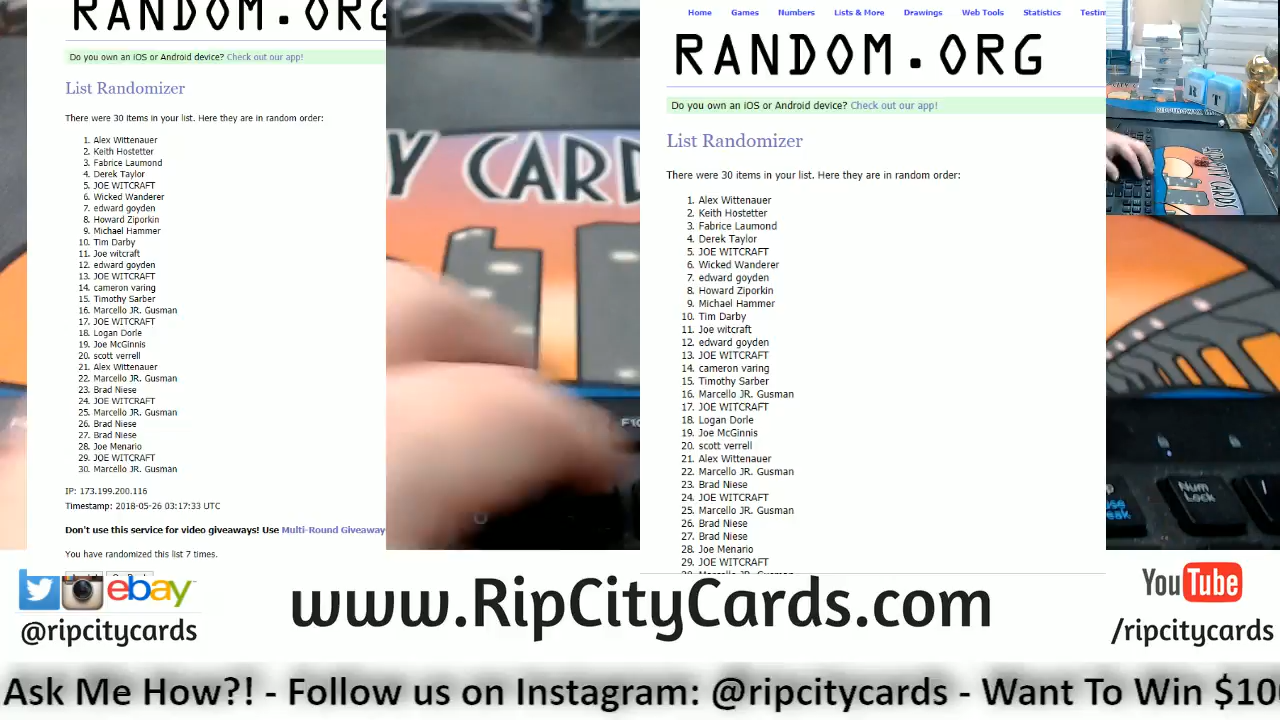 RANDOM.ORG
Do you own an iOS or Android device? Check out our app!
List Randomizer
There were 30 items in your list. Here they are in random order:
1. Alex Wittenauer
2. Keith Hostetter
3. Fabrice Laumond
4. Derek Taylor
5. JOE WITCRAFT
6. Wicked Wanderer
7. edward goyden
8. Howard Ziporkin
9. Michael Hammer
10. Tim Darby
11. Joe witcraft
12. edward goyden
13. JOE WITCRAFT
14. cameron varing
15. Timothy Sarber
16. Marcello JR. Gusman
17. JOE WITCRAFT
18. Logan Dorle
19. Joe McGinnis
20. scott verrell
21. Alex Wittenauer
22. Marcello JR. Gusman
23. Brad Niese
24. JOE WITCRAFT
25. Marcello JR. Gusman
26. Brad Niese
27. Brad Niese
28. Joe Menario
29. JOE WITCRAFT
30. Marcello JR. Gusman
IP: 173.199.200.116
Timestamp: 2018-05-26 03:17:33 UTC
Don't use this service for video giveaways! Use Multi-Round Giveaway
You have randomized this list 7 times.
Y CARD
F10
Home Games Numbers Lists & More Drawings Web Tools Statistics Testim
RANDOM.ORG
Do you own an iOS or Android device? Check out our app!
List Randomizer
There were 30 items in your list. Here they are in random order:
1. Alex Wittenauer
2. Keith Hostetter
3. Fabrice Laumond
4. Derek Taylor
5. JOE WITCRAFT
6. Wicked Wanderer
7. edward goyden
8. Howard Ziporkin
9. Michael Hammer
10. Tim Darby
11. Joe witcraft
12. edward goyden
13. JOE WITCRAFT
14. cameron varing
15. Timothy Sarber
16. Marcello JR. Gusman
17. JOE WITCRAFT
18. Logan Dorle
19. Joe McGinnis
20. scott verrell
21. Alex Wittenauer
22. Marcello JR. Gusman
23. Brad Niese
24. JOE WITCRAFT
25. Marcello JR. Gusman
26. Brad Niese
27. Brad Niese
28. Joe Menario
29. JOE WITCRAFT
30. Marcello JR. Gusman
R T
Num
Lock
ebay
@ripcitycards
www.RipCityCards.com
YouTube
/ripcitycards
Ask Me How?! - Follow us on Instagram: @ripcitycards - Want To Win $10